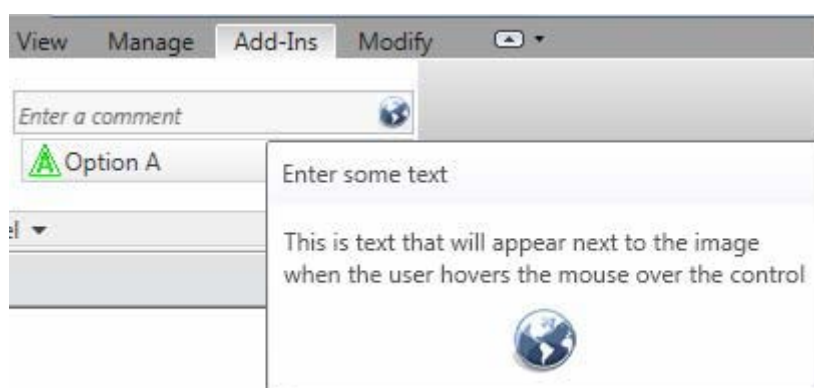 View Manage Add-Ins Modify
Enter a comment
Option A
Enter some text
This is text that will appear next to the image
when the user hovers the mouse over the control